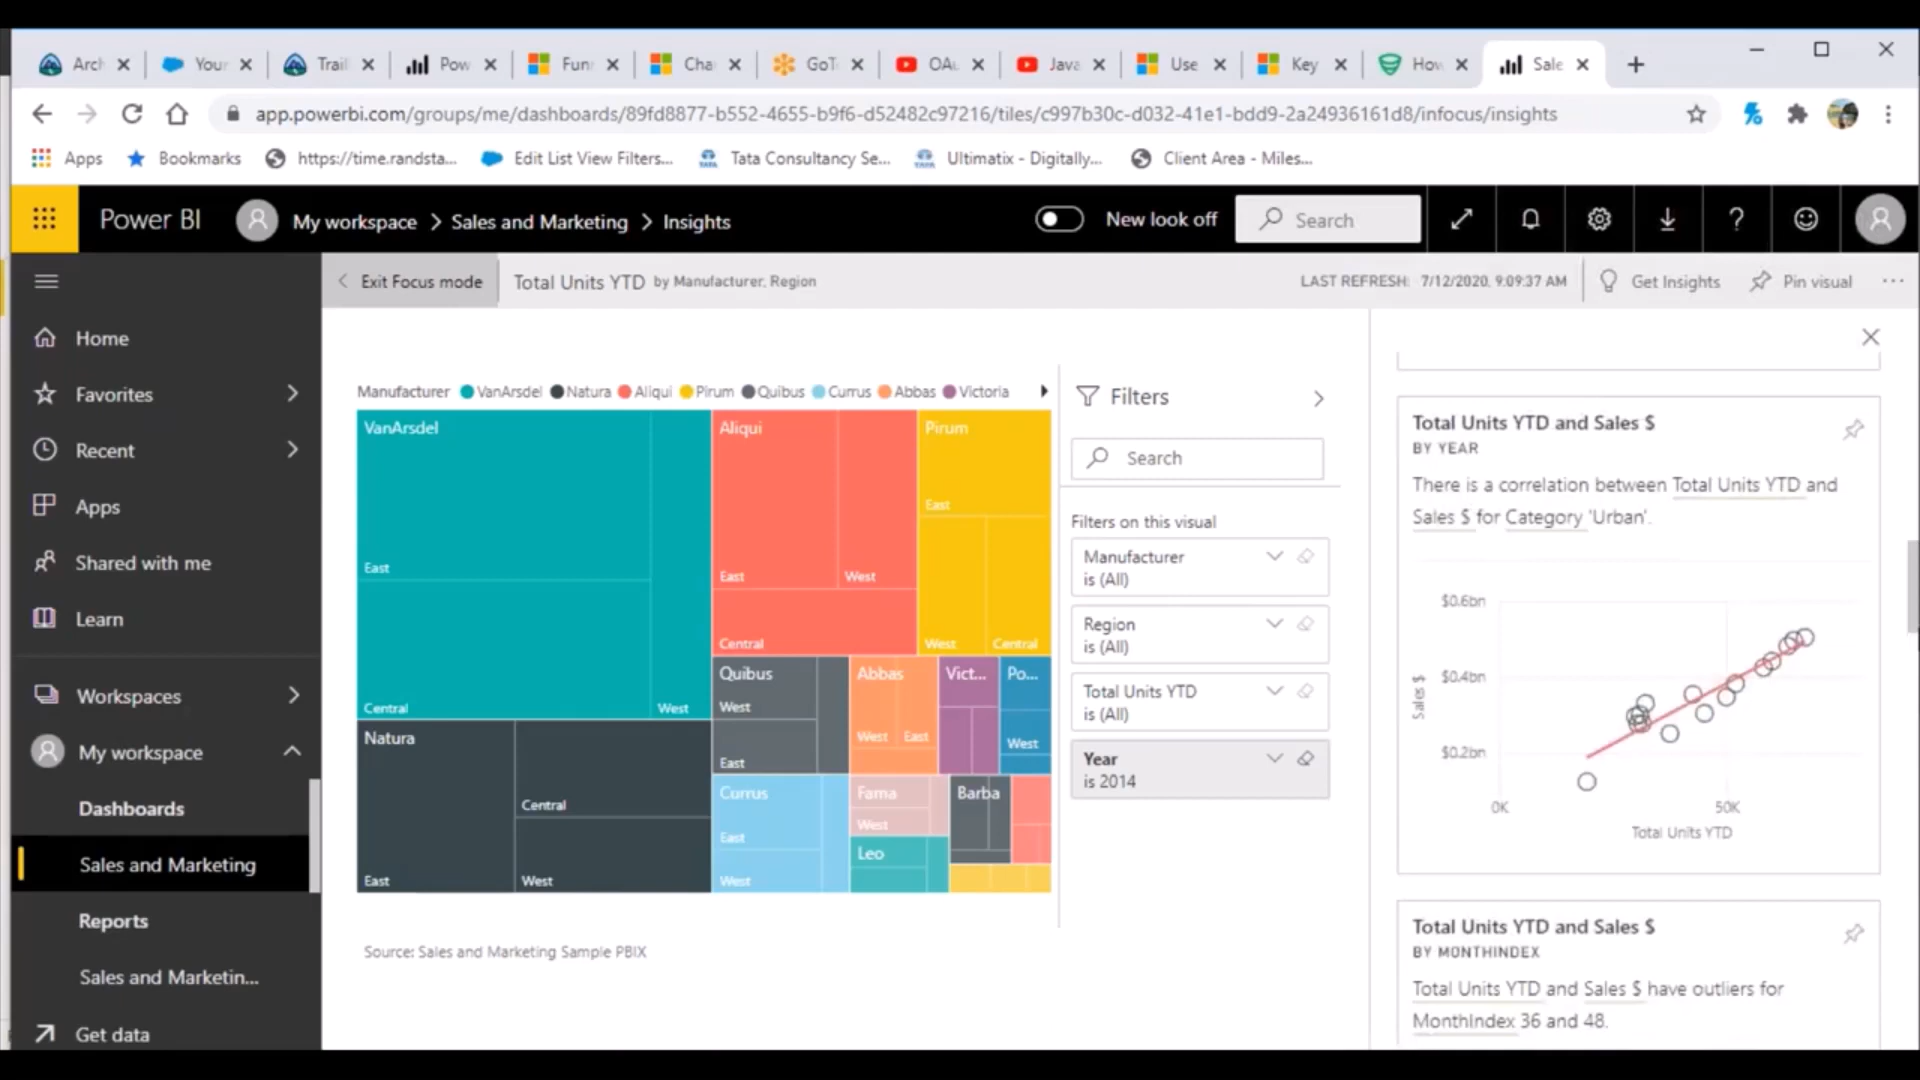 Arch
Your
Trail
Pow
Fun
Cha
GoT
OAu
Java
Use
Key
How
Sale
app.powerbi.com/groups/me/dashboards/89fd8877-b552-4655-b9f6-d52482c97216/tiles/c997b30c-d032-41e1-bdd9-2a24936161d8/infocus/insights
Apps
Bookmarks
https://time.randsta...
Edit List View Filters...
Tata Consultancy Se...
Ultimatix - Digitally...
Client Area - Miles...
Power BI
My workspace > Sales and Marketing > Insights
New look off
Search
Exit Focus mode
Total Units YTD by Manufacturer, Region
LAST REFRESH: 7/12/2020, 9:09:37 AM
Get Insights
Pin visual
Home
Favorites
Recent
Apps
Shared with me
Learn
Workspaces
My workspace
Dashboards
Sales and Marketing
Reports
Sales and Marketin...
Get data
Manufacturer VanArsdel Natura Aliqui Pirum Quibus Currus Abbas Victoria
VanArsdel
East
Central
West
Natura
East
Central
West
Aliqui
East
West
Central
Pirum
East
West
Central
Quibus
West
East
Currus
East
West
Abbas
West
East
Vict...
Po...
West
Fama
West
Leo
Barba
Source: Sales and Marketing Sample PBIX
Filters
Search
Filters on this visual
Manufacturer
is (All)
Region
is (All)
Total Units YTD
is (All)
Year
is 2014
Total Units YTD and Sales $
BY YEAR
There is a correlation between Total Units YTD and
Sales $ for Category 'Urban'.
$0.6bn
$0.4bn
$0.2bn
Sales $
0K
50K
Total Units YTD
Total Units YTD and Sales $
BY MONTHINDEX
Total Units YTD and Sales $ have outliers for
MonthIndex 36 and 48.